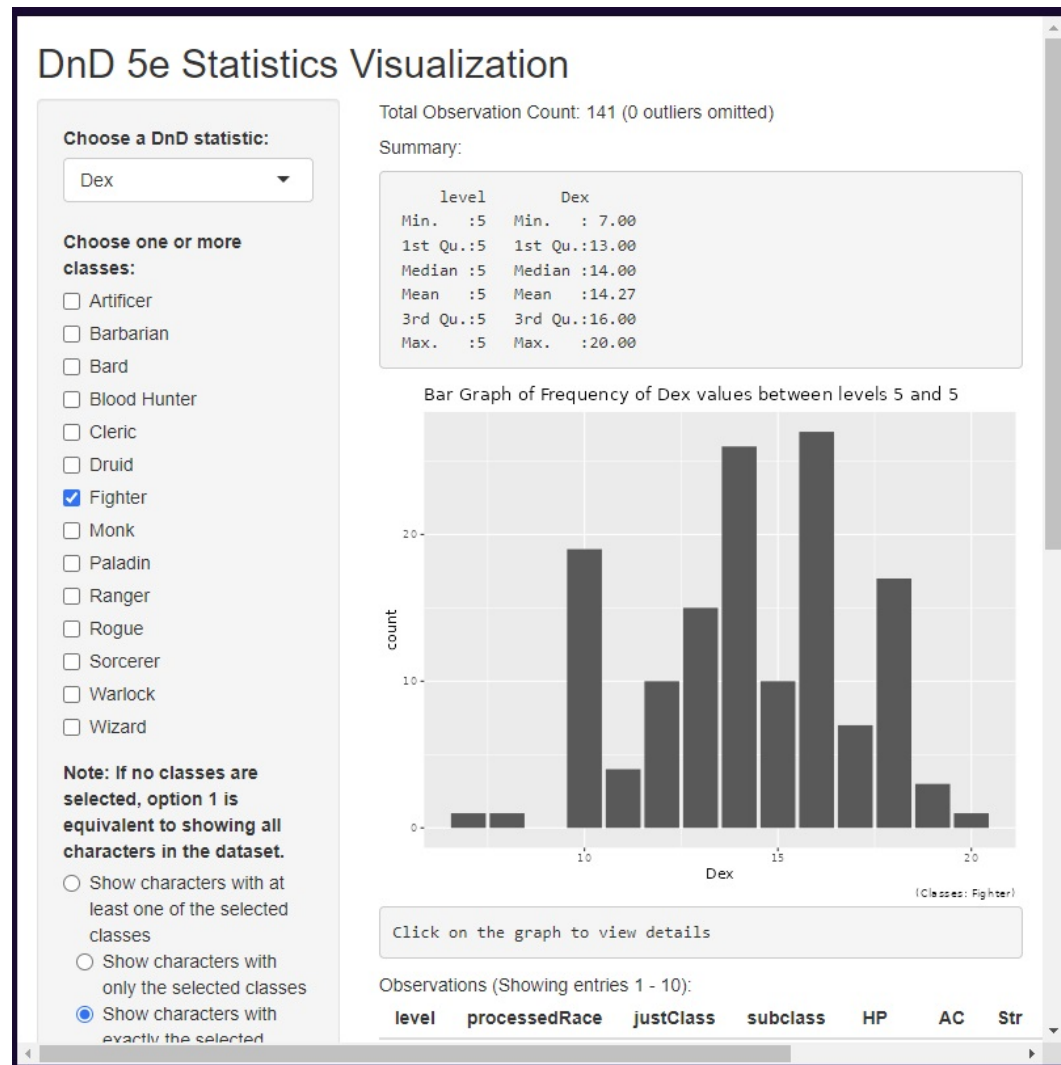 DnD 5e Statistics Visualization
Choose a DnD statistic:
Dex
Choose one or more
classes:
Artificer
Barbarian
Bard
Blood Hunter
Cleric
Druid
Fighter
Monk
Paladin
Ranger
Rogue
Sorcerer
Warlock
Wizard
Note: If no classes are
selected, option 1 is
equivalent to showing all
characters in the dataset.
Show characters with at
least one of the selected
classes
Show characters with
only the selected classes
Show characters with
exactly the selected
Total Observation Count: 141 (0 outliers omitted)
Summary:
level Dex
Min. :5 Min. : 7.00
1st Qu.:5 1st Qu.:13.00
Median :5 Median :14.00
Mean :5 Mean :14.27
3rd Qu.:5 3rd Qu.:16.00
Max. :5 Max. :20.00
Bar Graph of Frequency of Dex values between levels 5 and 5
20
10
0
count
10 15 20
Dex
(Classes: Fighter)
Click on the graph to view details
Observations (Showing entries 1 - 10):
level processedRace justClass subclass HP AC Str